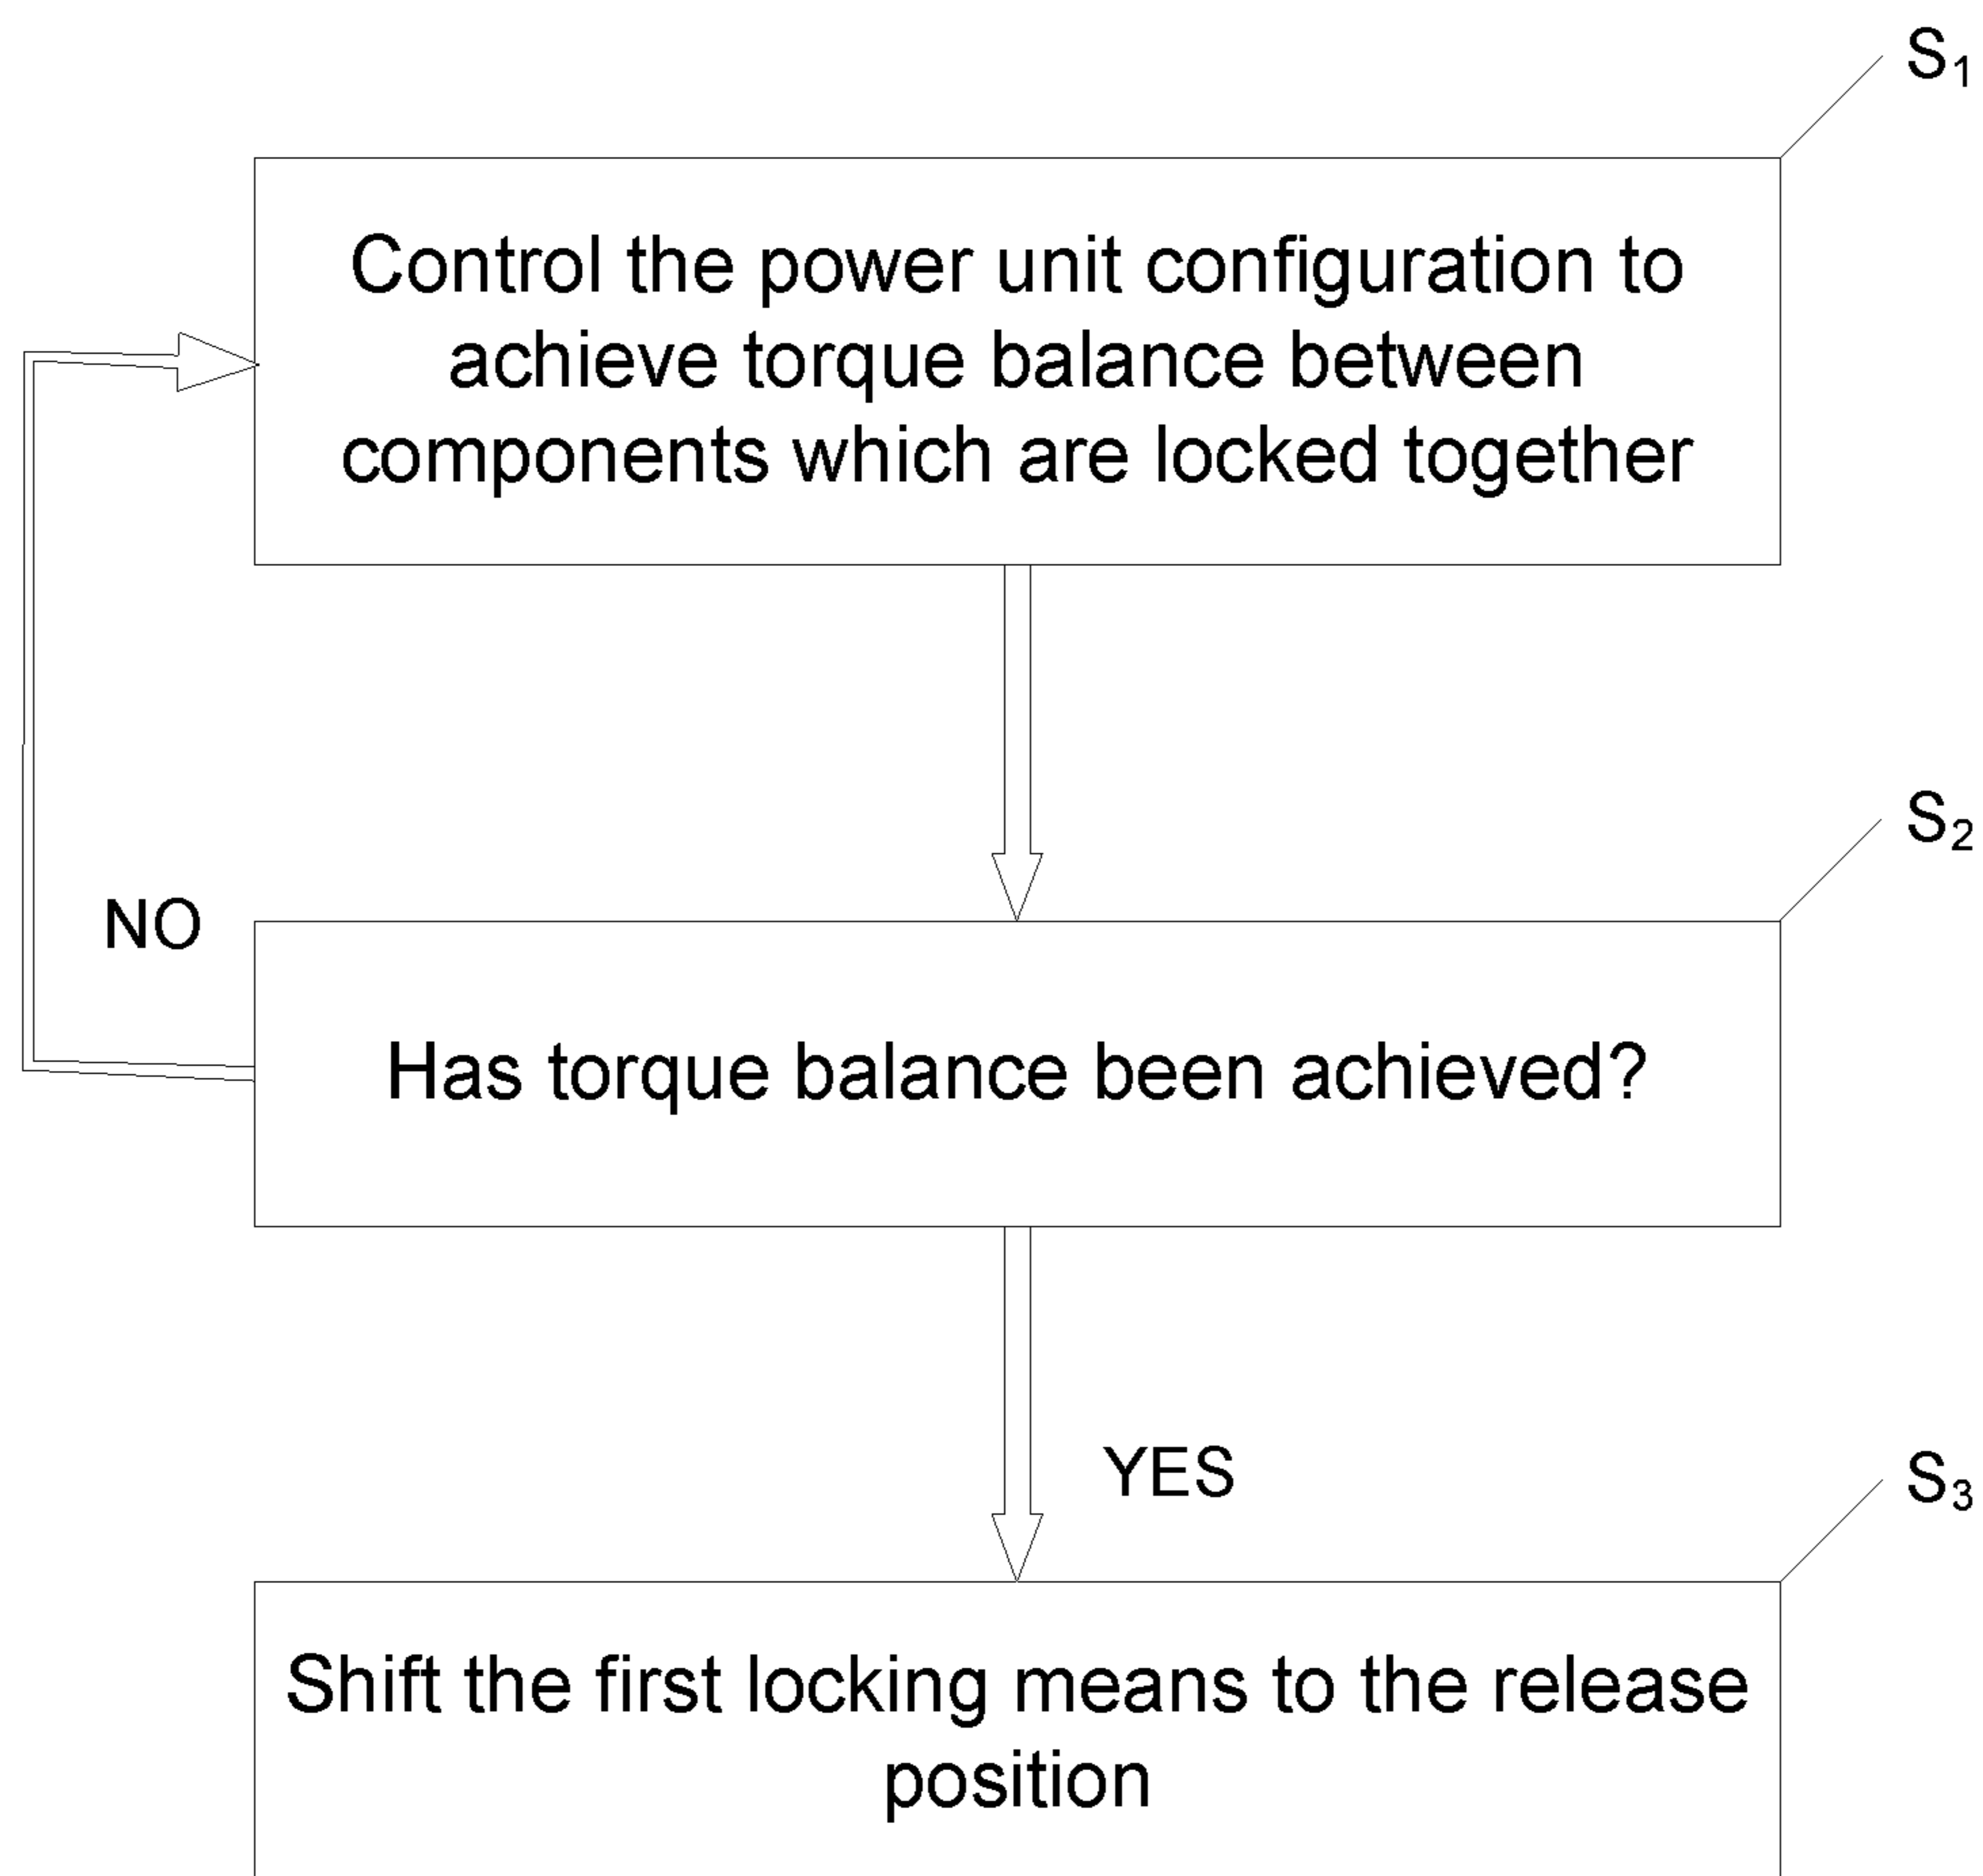 S₁
Control the power unit configuration to
achieve torque balance between
components which are locked together
S₂
NO
Has torque balance been achieved?
YES
S₃
Shift the first locking means to the release
position